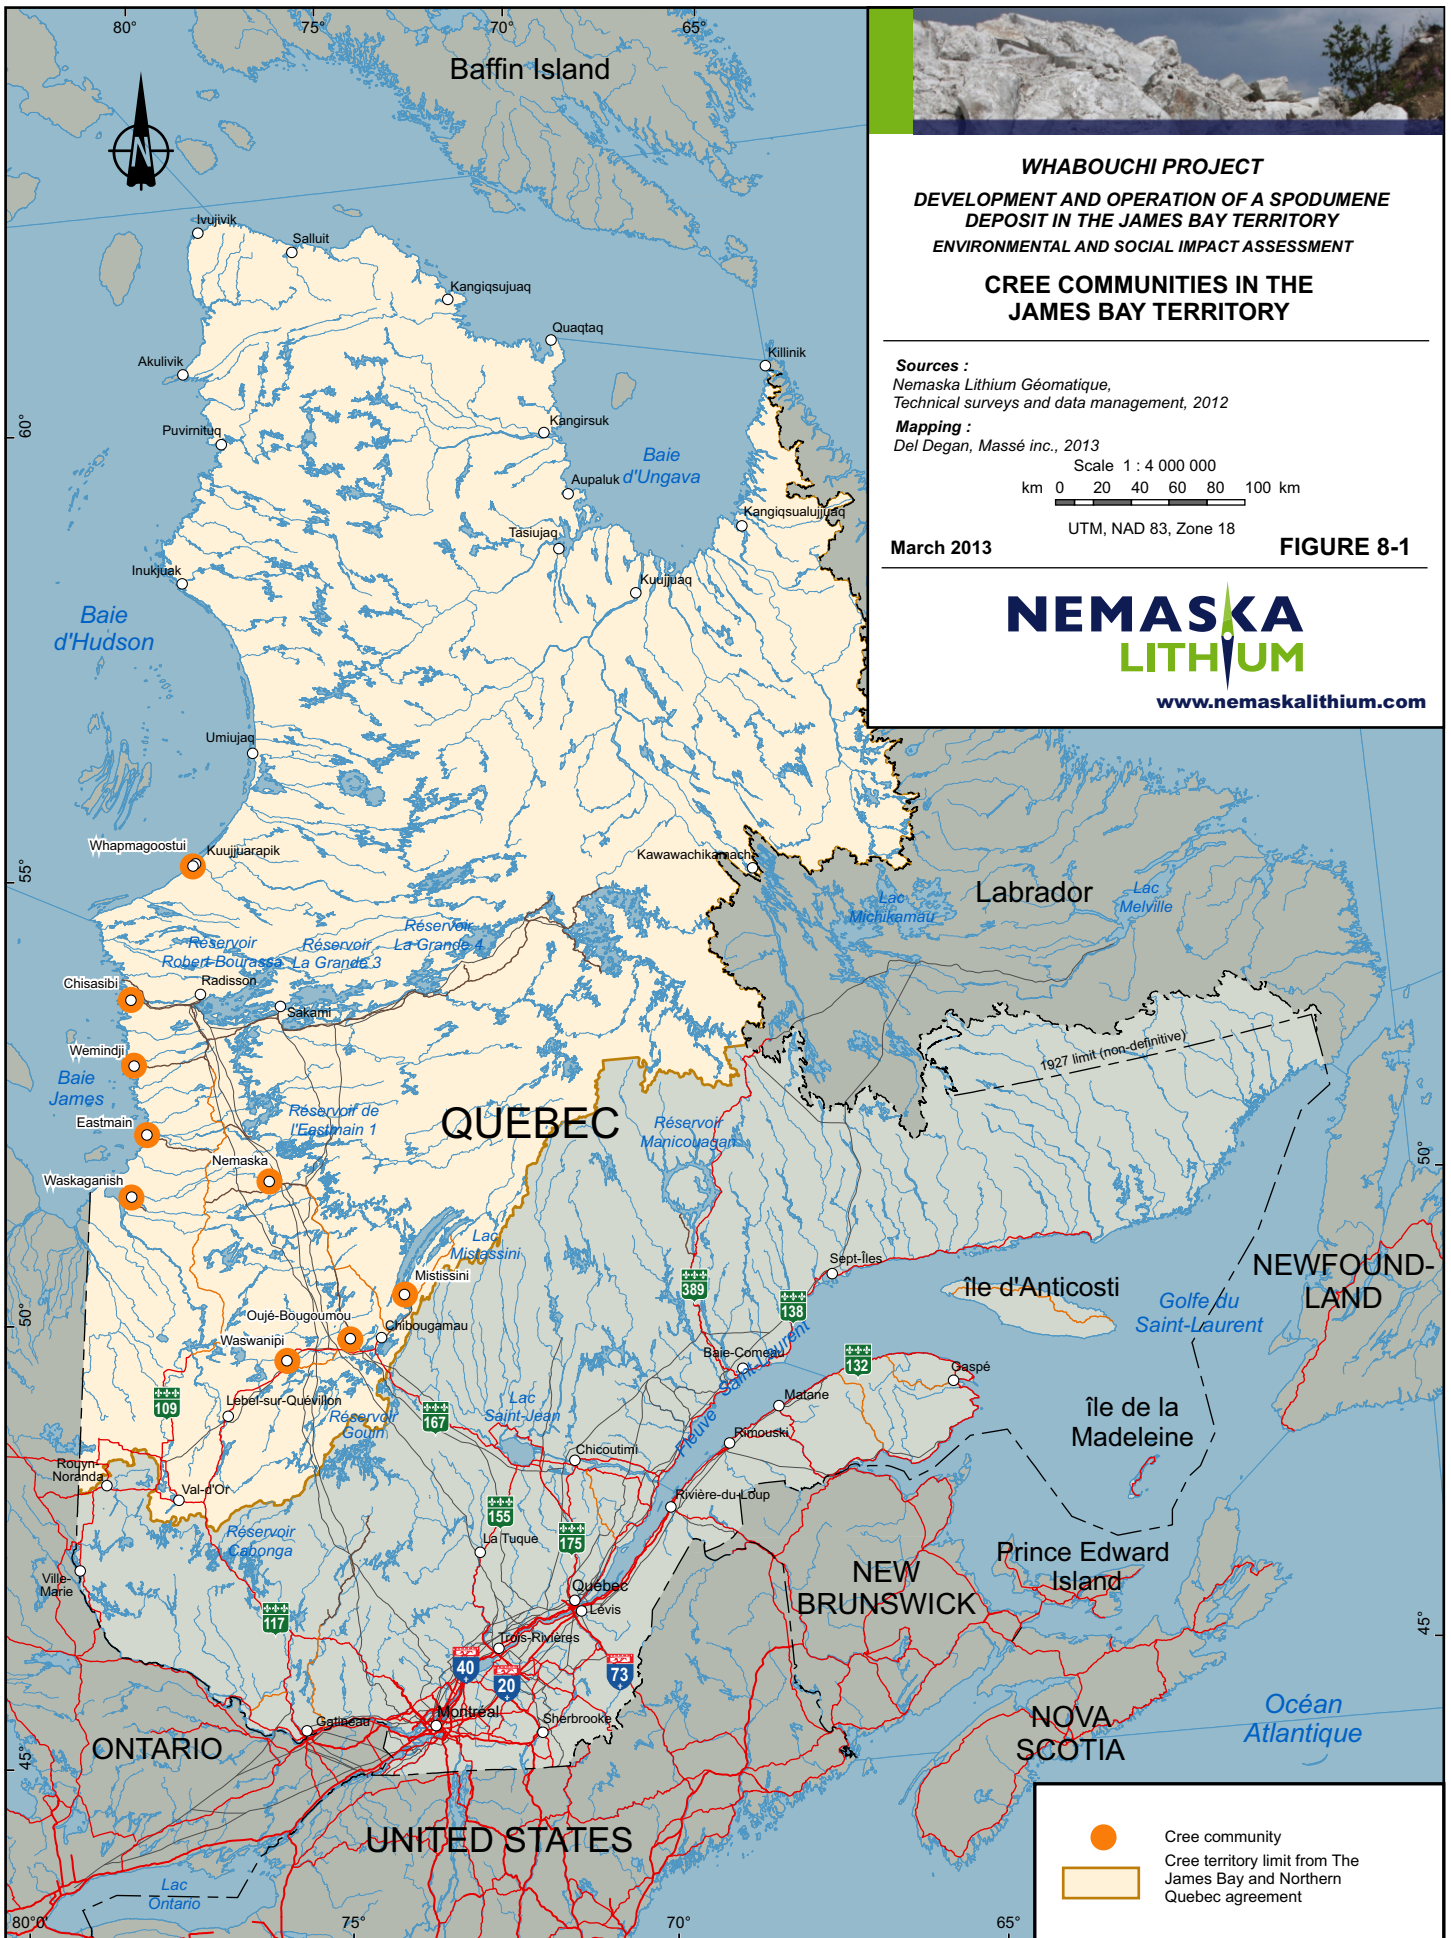 80°
75°
65°
Baffin Island
N
WHABOUCHI PROJECT
DEVELOPMENT AND OPERATION OF A SPODUMENE
DEPOSIT IN THE JAMES BAY TERRITORY
ENVIRONMENTAL AND SOCIAL IMPACT ASSESSMENT
CREE COMMUNITIES IN THE
JAMES BAY TERRITORY
Sources :
Nemaska Lithium Géomatique,
Technical surveys and data management, 2012
Mapping :
Del Degan, Massé inc., 2013
Scale 1 : 4 000 000
km 0 20 40 60 80 100 km
UTM, NAD 83, Zone 18
March 2013
FIGURE 8-1
NEMASKA
LITHIUM
www.nemaskalithium.com
Ivujivik
Salluit
Kangiqsujuaq
Quaqtaq
Killinik
Akulivik
60°
Puvirnituq
Kangirsuk
Baie
d'Ungava
Aupaluk
Kangiqsualujjuaq
Tasiujaq
Inukjuak
Kuujjuaq
Baie
d'Hudson
Umiujaq
Whapmagoostui
Kuujjuarapik
Kawawachikamach
55°
Labrador
Lac
Melville
Lac
Michikamau
Réservoir
La Grande 4
Réservoir
Robert-Bourassa
Réservoir
La Grande 3
Chisasibi
Radisson
Sakami
Wemindji
1927 limit (non-definitive)
Baie
James
Eastmain
Réservoir de
l'Eastmain 1
QUEBEC
Réservoir
Manicouagan
Nemaska
50°
Waskaganish
Lac
Mistassini
Mistissini
Sept-Îles
389
138
île d'Anticosti
Golfe du
Saint-Laurent
NEWFOUND-
LAND
50°
Oujé-Bougoumou
Chibougamau
Waswanipi
Baie-Comeau
132
Gaspé
Fleuve Saint-Laurent
109
Lebel-sur-Quévillon
Réservoir
Gouin
167
Lac
Saint-Jean
Matane
Rimouski
île de la
Madeleine
Chicoutimi
Rouyn-
Noranda
Val-d'Or
Rivière-du-Loup
155
175
Réservoir
Cabonga
La Tuque
Ville-
Marie
Québec
Lévis
NEW
BRUNSWICK
Prince Edward
Island
45°
117
Trois-Rivières
40
20
73
Montréal
Gatineau
Sherbrooke
NOVA
SCOTIA
Océan
Atlantique
ONTARIO
45°
UNITED STATES
Lac
Ontario
Cree community
Cree territory limit from The
James Bay and Northern
Quebec agreement
80°0'
75°
70°
65°